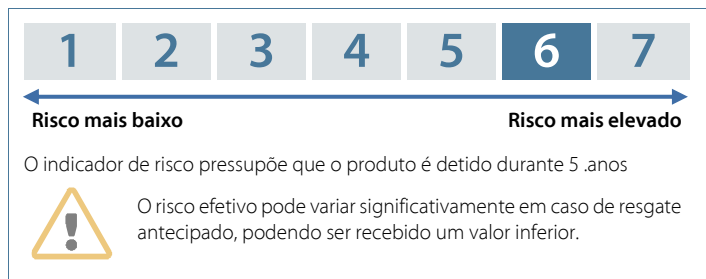 1 2 3 4 5 6 7
Risco mais baixo Risco mais elevado
O indicador de risco pressupõe que o produto é detido durante 5 .anos
O risco efetivo pode variar significativamente em caso de resgate
antecipado, podendo ser recebido um valor inferior.